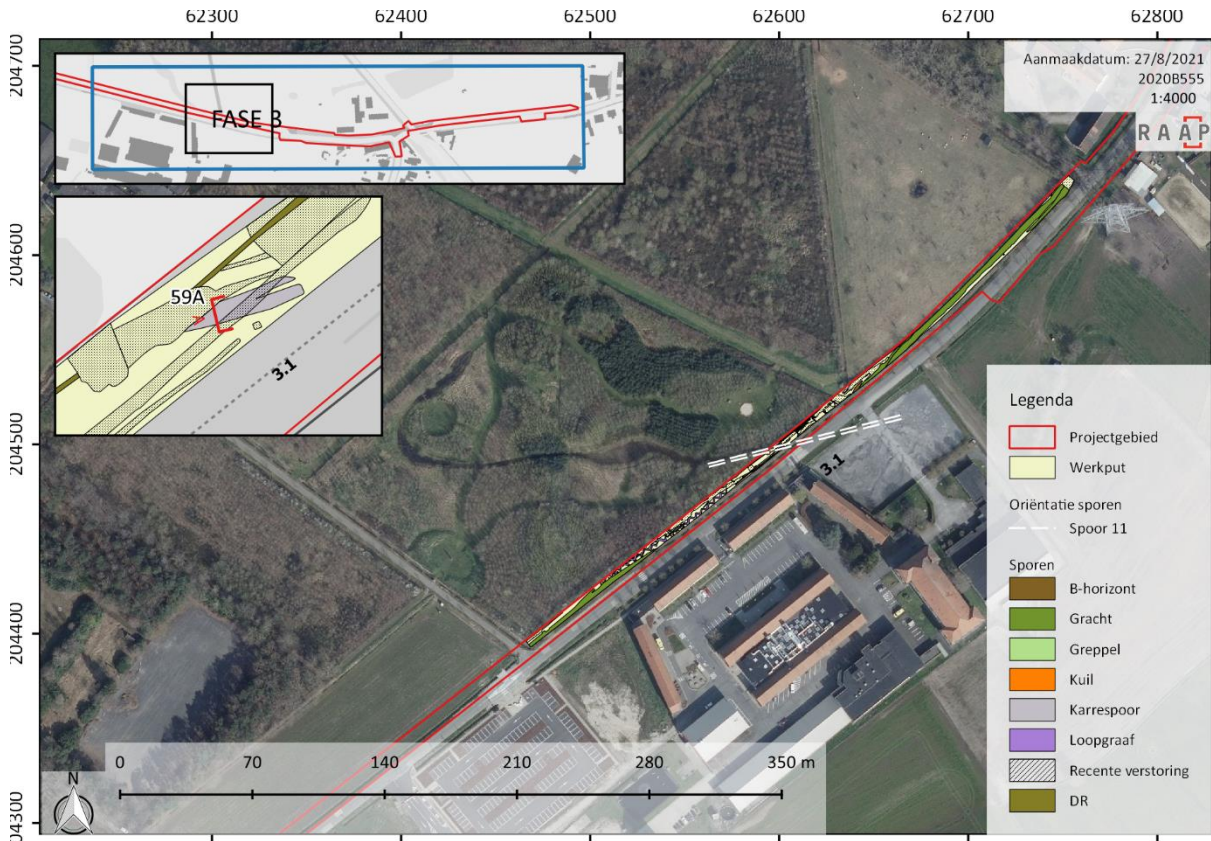 62300 62400 62500 62600 62700 62800
204700
204600
204500
204400
204300
Aanmaakdatum: 27/8/2021
2020B555
1:4000
RAAP
FASE B
59A
3.1
3.1
Legenda
Projectgebied
Werkput
Oriëntatie sporen
Spoor 11
Sporen
B-horizont
Gracht
Greppel
Kuil
Karrespoor
Loopgraaf
Recente verstoring
DR
0 70 140 210 280 350 m
N